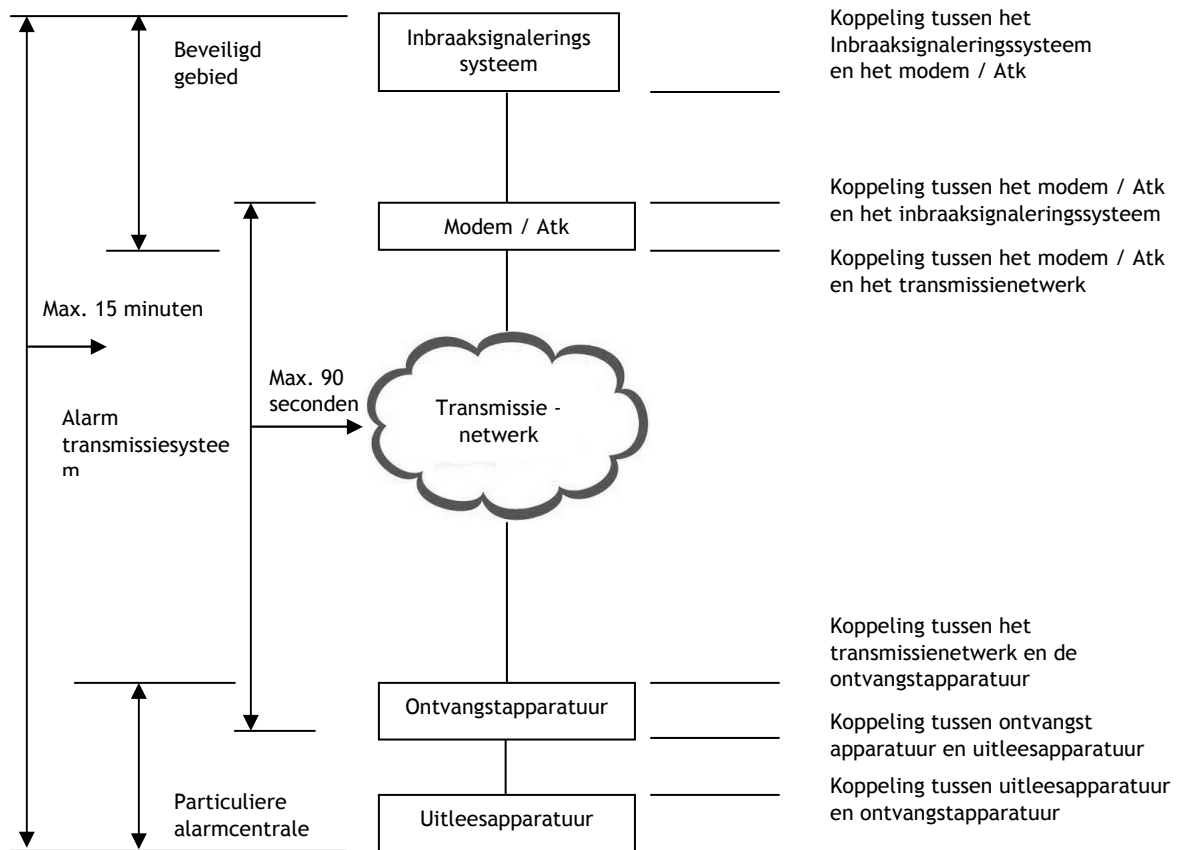 Koppeling tussen het
Inbraaksignaleringssysteem
en het modem / Atk
Inbraaksignalerings
systeem
Beveiligd
gebied
Koppeling tussen het modem / Atk
en het inbraaksignaleringssysteem
Modem / Atk
Koppeling tussen het modem / Atk
en het transmissienetwerk
Max. 15 minuten
Max. 90
seconden
Transmissie -
netwerk
Alarm
transmissiesystee
m
Koppeling tussen het
transmissienetwerk en de
ontvangstapparatuur
Ontvangstapparatuur
Koppeling tussen ontvangst
apparatuur en uitleesapparatuur
Koppeling tussen uitleesapparatuur
en ontvangstapparatuur
Particuliere
alarmcentrale
Uitleesapparatuur